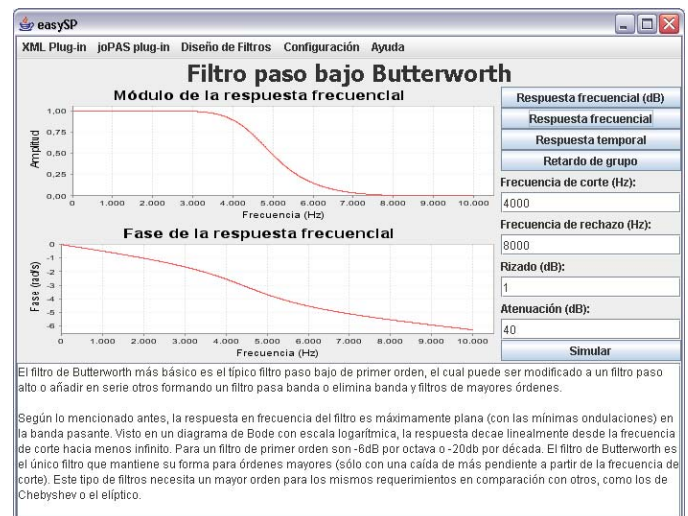 easySP
XML Plug-in joPAS plug-in Diseño de Filtros Configuración Ayuda
Filtro paso bajo Butterworth
Módulo de la respuesta frecuencial
Amplitud
1,00
0,75
0,50
0,25
0,00
0 1.000 2.000 3.000 4.000 5.000 6.000 7.000 8.000 9.000 10.000
Frecuencia (Hz)
Fase de la respuesta frecuencial
Fase (rad/s)
0
-1
-2
-3
-4
-5
-6
0 1.000 2.000 3.000 4.000 5.000 6.000 7.000 8.000 9.000 10.000
Frecuencia (Hz)
Respuesta frecuencial (dB)
Respuesta frecuencial
Respuesta temporal
Retardo de grupo
Frecuencia de corte (Hz):
4000
Frecuencia de rechazo (Hz):
8000
Rizado (dB):
1
Atenuación (dB):
40
Simular
El filtro de Butterworth más básico es el típico filtro paso bajo de primer orden, el cual puede ser modificado a un filtro paso
alto o añadir en serie otros formando un filtro pasa banda o elimina banda y filtros de mayores órdenes.
Según lo mencionado antes, la respuesta en frecuencia del filtro es máximamente plana (con las mínimas ondulaciones) en
la banda pasante. Visto en un diagrama de Bode con escala logarítmica, la respuesta decae linealmente desde la frecuencia
de corte hacia menos infinito. Para un filtro de primer orden son -6dB por octava o -20db por década. El filtro de Butterworth es
el único filtro que mantiene su forma para órdenes mayores (sólo con una caída de más pendiente a partir de la frecuencia de
corte). Este tipo de filtros necesita un mayor orden para los mismos requerimientos en comparación con otros, como los de
Chebyshev o el elíptico.